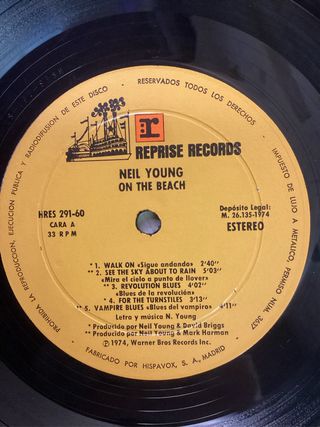 RESERVADOS TODOS LOS DERECHOS
PROHIBIDA LA REPRODUCCION, EJECUCION PUBLICA Y RADIODIFUSION DE ESTE DISCO
IMPUESTO DE LUJO A METALICO, PERMISO NUM. 3657
r:
REPRISE RECORDS
NEIL YOUNG
ON THE BEACH
HRES 291-60
CARA A
33 RPM
Depósito Legal:
M. 26.135-1974
ESTEREO
* 1. WALK ON «Sigue andando» 2'40"
** 2. SEE THE SKY ABOUT TO RAIN 5'03"
«Mira el cielo a punto de llover»
** 3. REVOLUTION BLUES 4'02"
«Blues de la revolución»
** 4. FOR THE TURNSTILES 3'13"
** 5. VAMPIRE BLUES «Blues del vampiro» 4'11"
Letra y música N. Young
* Producido por Neil Young & David Briggs
** Producido por Neil Young & Mark Harman
Ⓟ 1974, Warner Bros Records Inc.
FABRICADO POR HISPAVOX, S. A., MADRID